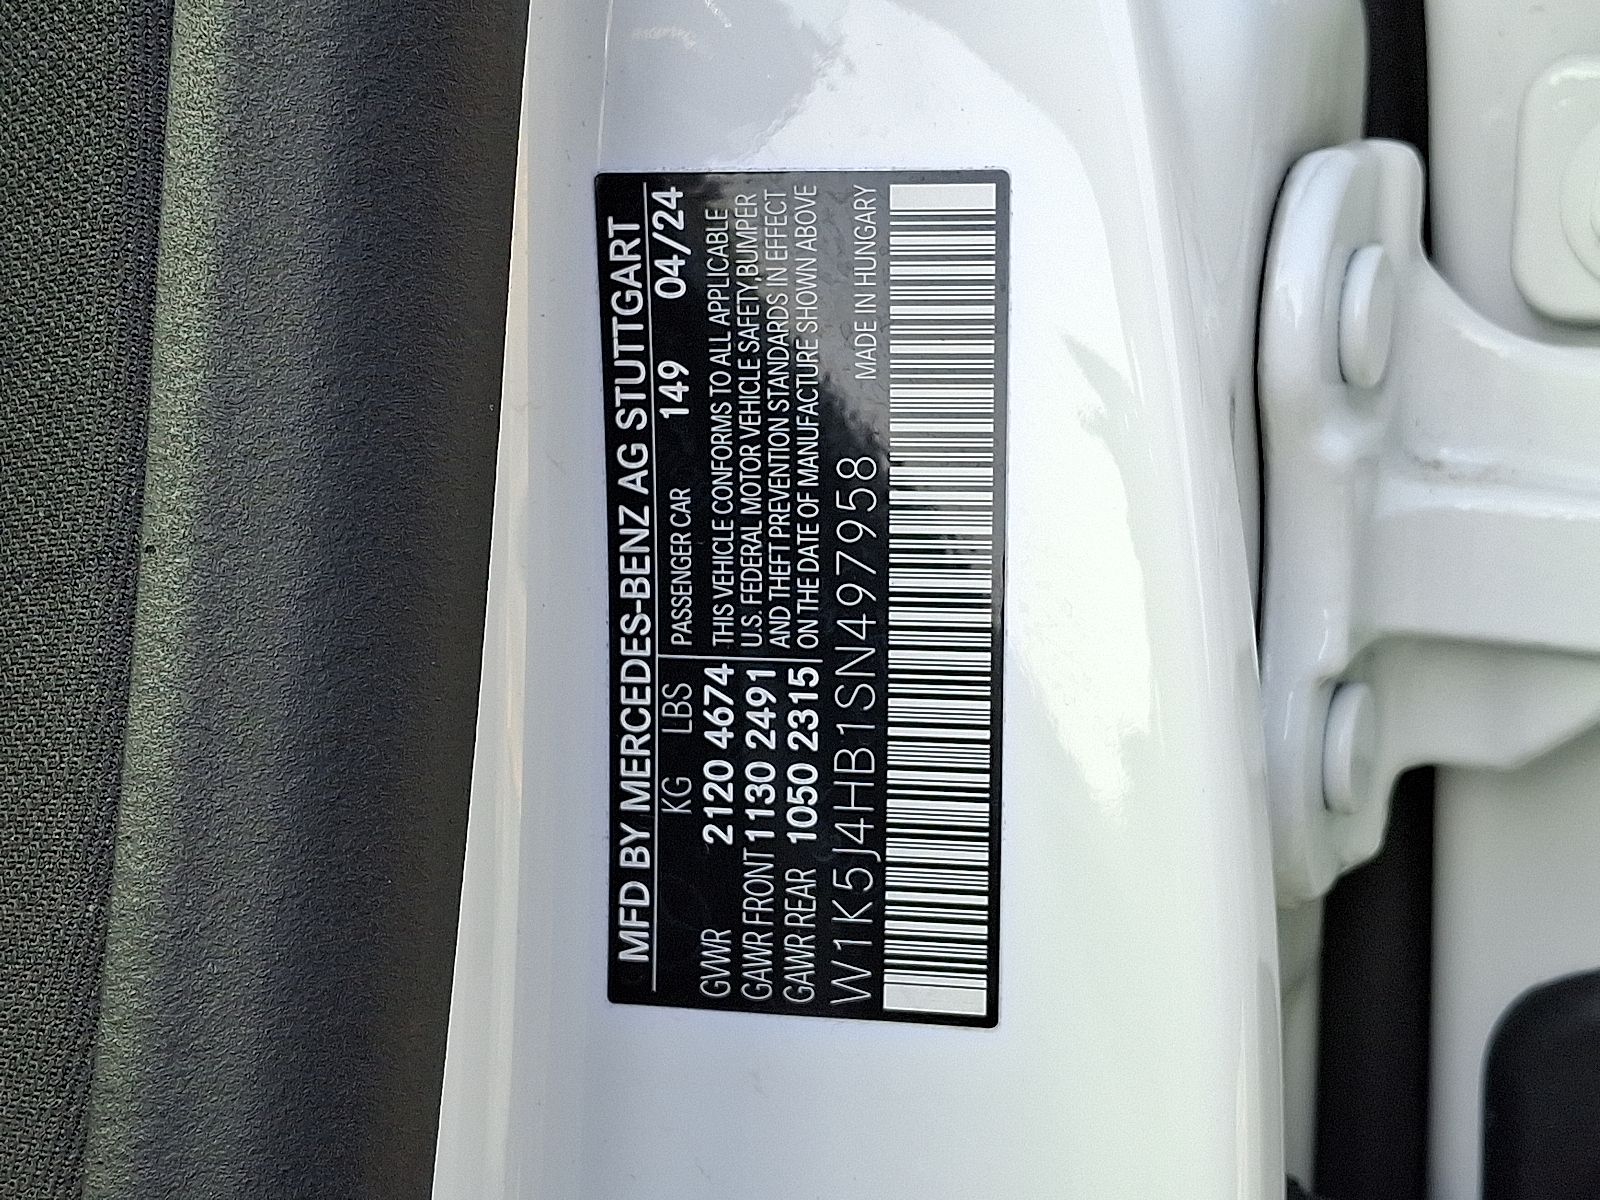 MFD BY MERCEDES-BENZ AG STUTTGART
KG LBS PASSENGER CAR 149 04/24
GVWR 2120 4674 THIS VEHICLE CONFORMS TO ALL APPLICABLE
GAWR FRONT 1130 2491 U.S. FEDERAL MOTOR VEHICLE SAFETY,BUMPER
AND THEFT PREVENTION STANDARDS IN EFFECT
GAWR REAR 1050 2315 ON THE DATE OF MANUFACTURE SHOWN ABOVE
W1K5J4HB1SN497958 MADE IN HUNGARY